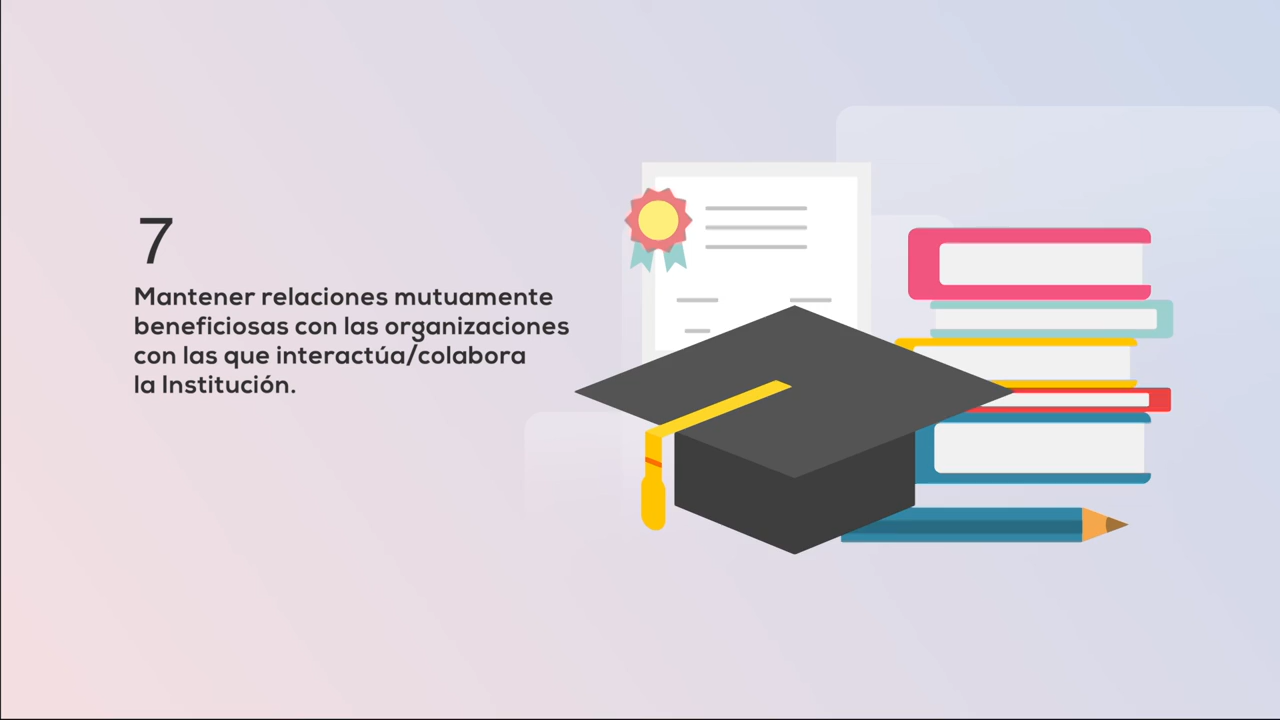 7
Mantener relaciones mutuamente
beneficiosas con las organizaciones
con las que interactúa/colabora
la Institución.